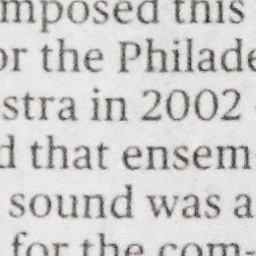 mposed this
or the Philade
stra in 2002
d that ensem-
sound was a
for the com-